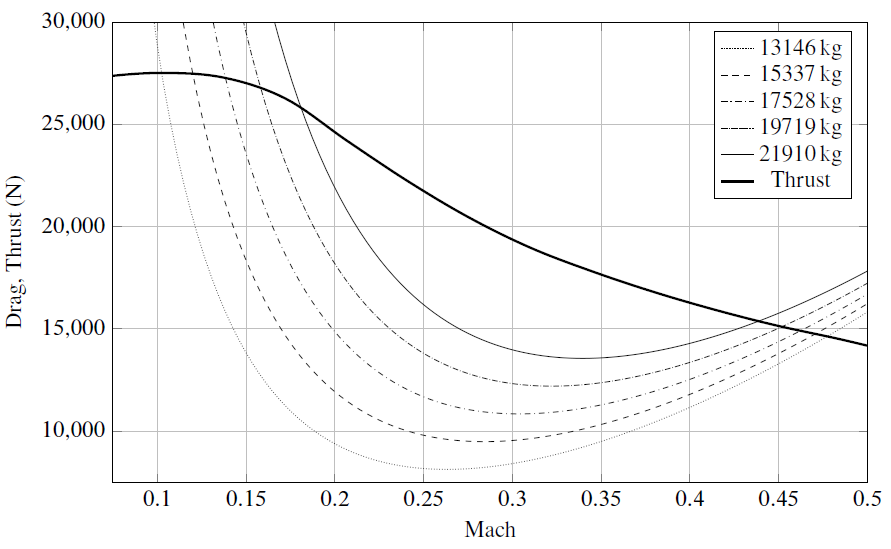 30,000
25,000
20,000
15,000
10,000
Drag, Thrust (N)
0.1 0.15 0.2 0.25 0.3 0.35 0.4 0.45 0.5
Mach
13146 kg
15337 kg
17528 kg
19719 kg
21910 kg
Thrust